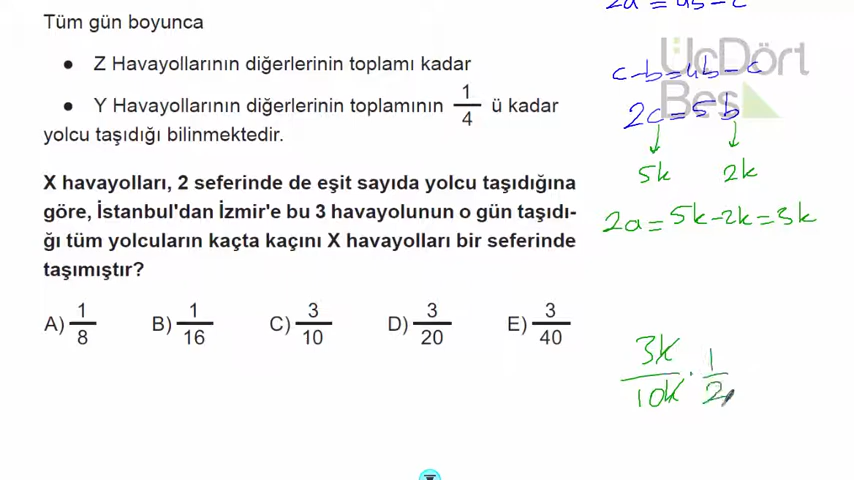 Tüm gün boyunca
● Z Havayollarının diğerlerinin toplamı kadar
● Y Havayollarının diğerlerinin toplamının 1/4 ü kadar
yolcu taşıdığı bilinmektedir.
X havayolları, 2 seferinde de eşit sayıda yolcu taşıdığına
göre, İstanbul'dan İzmir'e bu 3 havayolunun o gün taşıdı-
ğı tüm yolcuların kaçta kaçını X havayolları bir seferinde
taşımıştır?
A) 1/8 B) 1/16 C) 3/10 D) 3/20 E) 3/40
2a = 4b - c
ÜçDört
Beş
c - b = 4b - c
2c = 5b
5k 2k
2a = 5k - 2k = 3k
3k/10k · 1/2